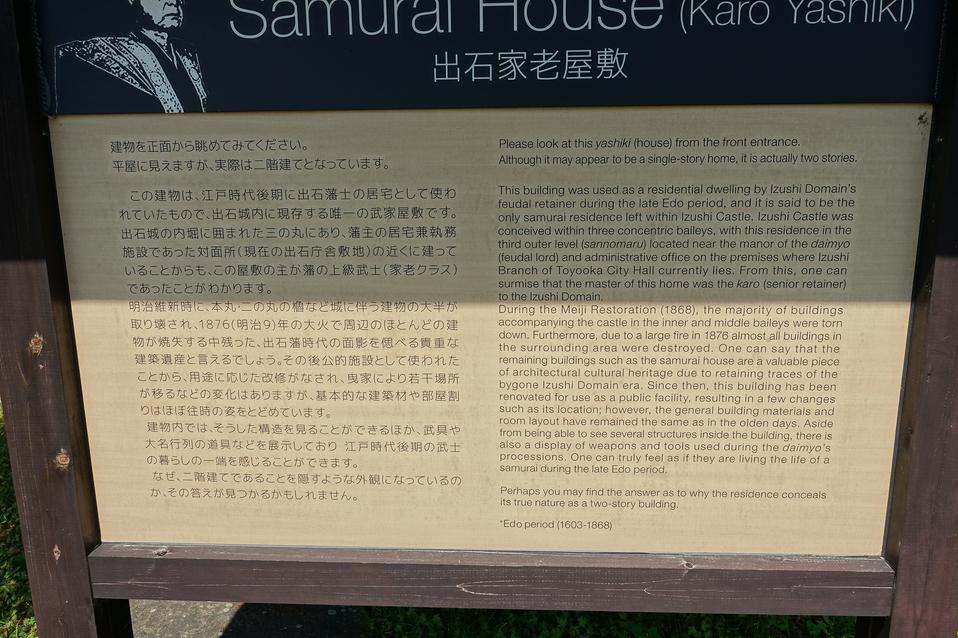 Samurai House (Karo Yashiki)
出石家老屋敷
建物を正面から眺めてみてください。
平屋に見えますが、実際は二階建てとなっています。
この建物は、江戸時代後期に出石藩士の居宅として使わ
れていたもので、出石城内に現存する唯一の武家屋敷です。
出石城の内堀に囲まれた三の丸にあり、藩主の居宅兼執務
施設であった対面所（現在の出石庁舎敷地）の近くに建って
いることからも、この屋敷の主が藩の上級武士（家老クラス）
であったことがわかります。
明治維新時に、本丸・二の丸の櫓など城に伴う建物の大半が
取り壊され、1876（明治9）年の大火で周辺のほとんどの建
物が焼失する中残った、出石藩時代の面影を偲べる貴重な
建築遺産と言えるでしょう。その後公的施設として使われた
ことから、用途に応じた改修がなされ、曳家により若干場所
が移るなどの変化はありますが、基本的な建築材や部屋割
りはほぼ往時の姿をとどめています。
建物内では、そうした構造を見ることができるほか、武具や
大名行列の道具などを展示しており 江戸時代後期の武士
の暮らしの一端を感じることができます。
なぜ、二階建てであることを隠すような外観になっているの
か、その答えが見つかるかもしれません。
Please look at this yashiki (house) from the front entrance.
Although it may appear to be a single-story home, it is actually two stories.
This building was used as a residential dwelling by Izushi Domain's
feudal retainer during the late Edo period, and it is said to be the
only samurai residence left within Izushi Castle. Izushi Castle was
conceived within three concentric baileys, with this residence in the
third outer level (sannomaru) located near the manor of the daimyo
(feudal lord) and administrative office on the premises where Izushi
Branch of Toyooka City Hall currently lies. From this, one can
surmise that the master of this home was the karo (senior retainer)
to the Izushi Domain.
During the Meiji Restoration (1868), the majority of buildings
accompanying the castle in the inner and middle baileys were torn
down. Furthermore, due to a large fire in 1876 almost all buildings in
the surrounding area were destroyed. One can say that the
remaining buildings such as the samurai house are a valuable piece
of architectural cultural heritage due to retaining traces of the
bygone Izushi Domain era. Since then, this building has been
renovated for use as a public facility, resulting in a few changes
such as its location; however, the general building materials and
room layout have remained the same as in the olden days. Aside
from being able to see several structures inside the building, there is
also a display of weapons and tools used during the daimyo's
processions. One can truly feel as if they are living the life of a
samurai during the late Edo period.
Perhaps you may find the answer as to why the residence conceals
its true nature as a two-story building.
*Edo period (1603-1868)